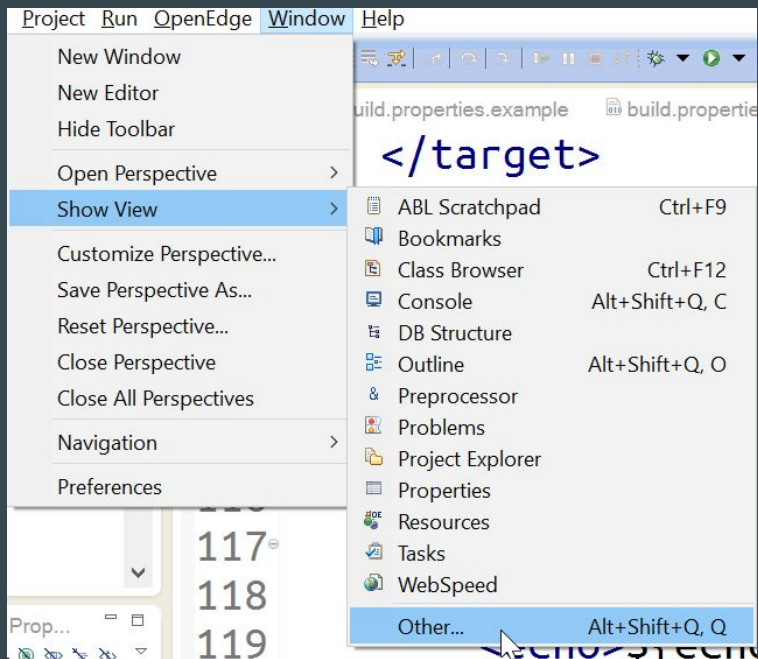 Project Run OpenEdge Window Help
New Window
New Editor
Hide Toolbar
Open Perspective >
Show View >
Customize Perspective...
Save Perspective As...
Reset Perspective...
Close Perspective
Close All Perspectives
Navigation >
Preferences
uild.properties.example build.propertie
</target>
ABL Scratchpad Ctrl+F9
Bookmarks
Class Browser Ctrl+F12
Console Alt+Shift+Q, C
DB Structure
Outline Alt+Shift+Q, O
Preprocessor
Problems
Project Explorer
Properties
Resources
Tasks
WebSpeed
Other... Alt+Shift+Q, Q
117
118
119
Prop...